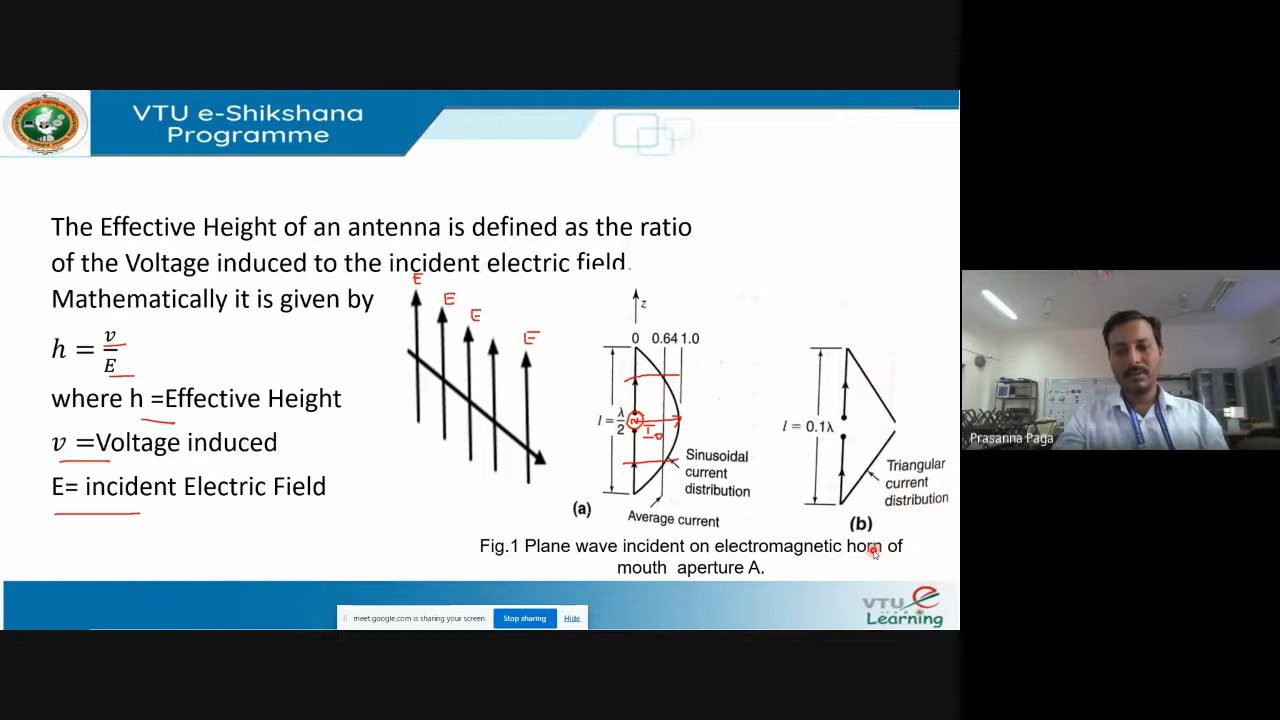 VTU e-Shikshana
Programme
The Effective Height of an antenna is defined as the ratio
of the Voltage induced to the incident electric field.
Mathematically it is given by
h = v/E
where h =Effective Height
v =Voltage induced
E= incident Electric Field
E
E
E
E
z
0 0.64 1.0
l = λ/2
I₀
Sinusoidal
current
distribution
Average current
(a)
l = 0.1λ
Triangular
current
distribution
(b)
Fig.1 Plane wave incident on electromagnetic horn of
mouth aperture A.
VTU e
Learning
meet.google.com is sharing your screen. Stop sharing Hide
Prasanna Paga